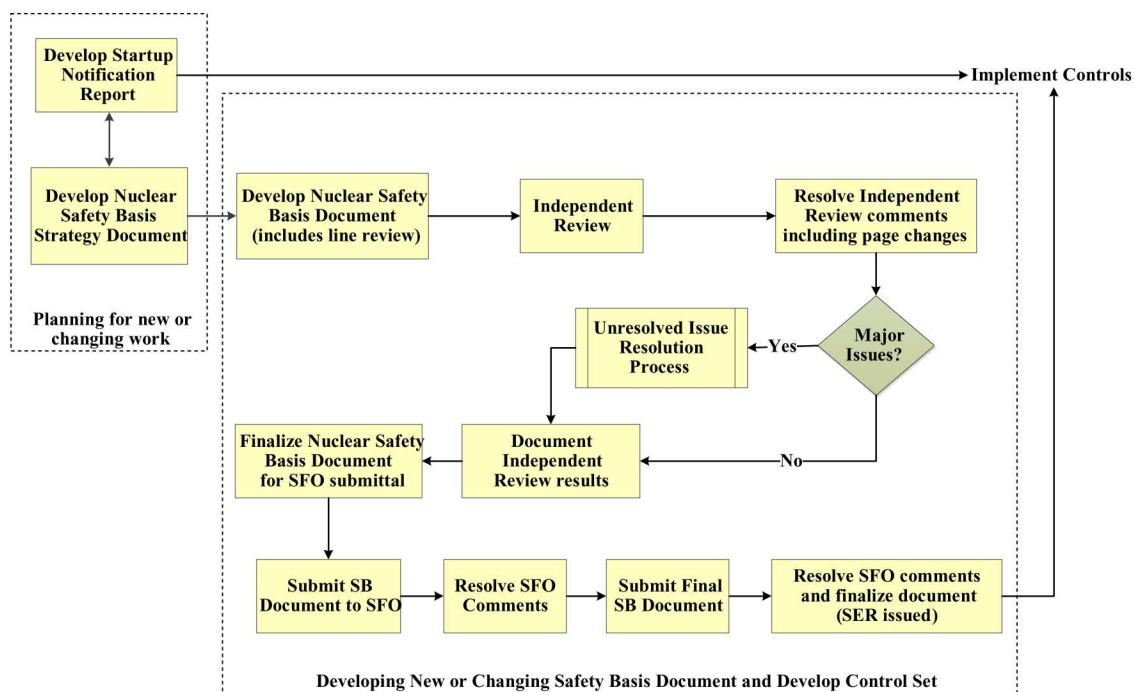 Develop Startup
Notification
Report
Implement Controls
Develop Nuclear
Safety Basis
Strategy Document
Planning for new or
changing work
Develop Nuclear Safety
Basis Document
(includes line review)
Independent
Review
Resolve Independent
Review comments
including page changes
Major
Issues?
Yes
Unresolved Issue
Resolution
Process
No
Document
Independent
Review results
Finalize Nuclear Safety
Basis Document
for SFO submittal
Submit SB
Document to SFO
Resolve SFO
Comments
Submit Final
SB Document
Resolve SFO comments
and finalize document
(SER issued)
Developing New or Changing Safety Basis Document and Develop Control Set